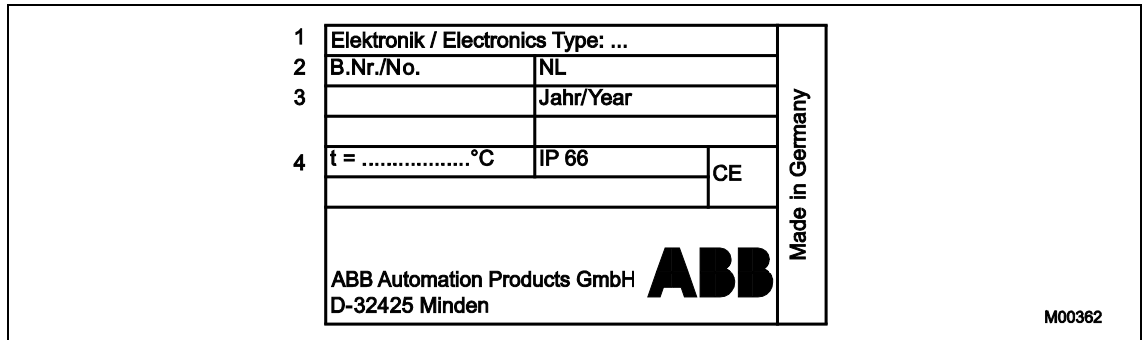 1 Elektronik / Electronics Type: ...
2 B.Nr./No. NL
3 Jahr/Year
4 t = ..................°C IP 66
CE
Made in Germany
ABB Automation Products GmbH ABB
D-32425 Minden
M00362